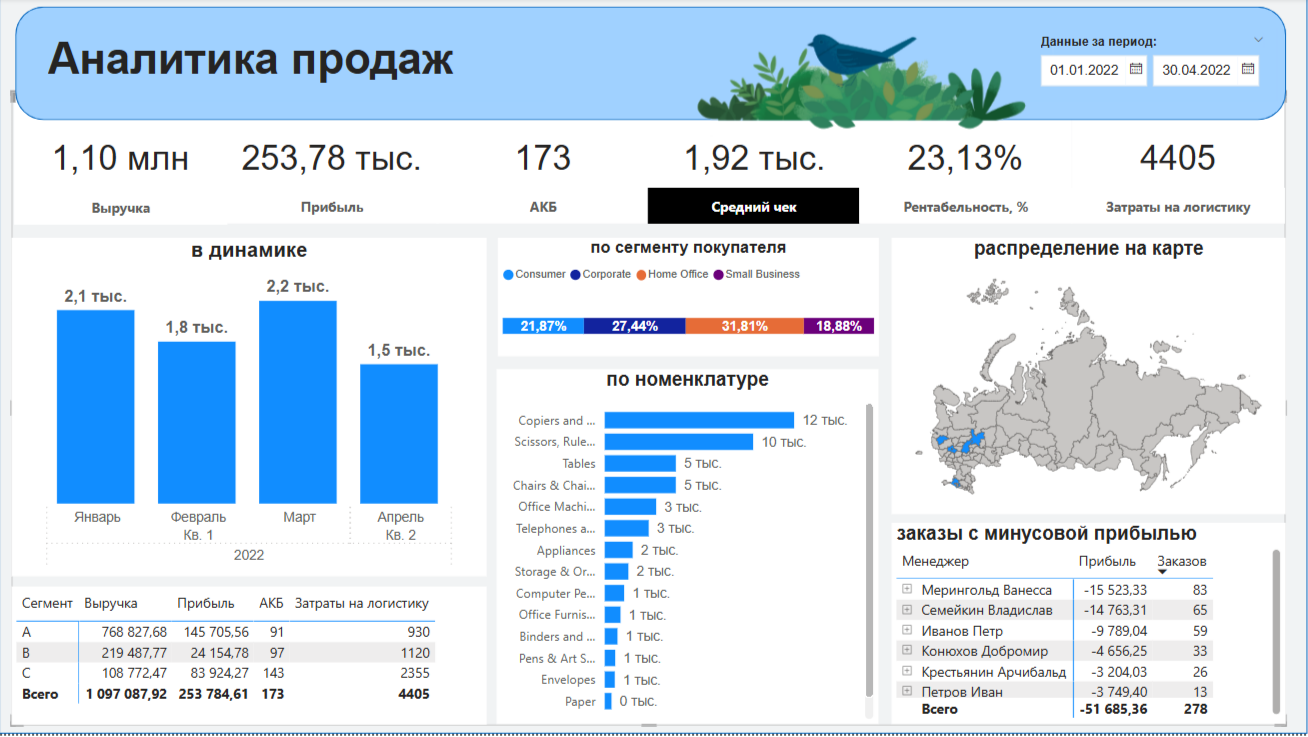 Аналитика продаж
Данные за период:
01.01.2022 30.04.2022
1,10 млн 253,78 тыс. 173 1,92 тыс. 23,13% 4405
Выручка Прибыль АКБ Средний чек Рентабельность, % Затраты на логистику
в динамике
2,1 тыс. 1,8 тыс. 2,2 тыс. 1,5 тыс.
Январь Февраль Март Апрель
Кв. 1 Кв. 2
2022
Сегмент Выручка Прибыль АКБ Затраты на логистику
A 768 827,68 145 705,56 91 930
B 219 487,77 24 154,78 97 1120
C 108 772,47 83 924,27 143 2355
Всего 1 097 087,92 253 784,61 173 4405
по сегменту покупателя
Consumer Corporate Home Office Small Business
21,87% 27,44% 31,81% 18,88%
по номенклатуре
Copiers and ... 12 тыс.
Scissors, Rule... 10 тыс.
Tables 5 тыс.
Chairs & Chai... 5 тыс.
Office Machi... 3 тыс.
Telephones a... 3 тыс.
Appliances 2 тыс.
Storage & Or... 2 тыс.
Computer Pe... 1 тыс.
Office Furnis... 1 тыс.
Binders and ... 1 тыс.
Pens & Art S... 1 тыс.
Envelopes 1 тыс.
Paper 0 тыс.
распределение на карте
заказы с минусовой прибылью
Менеджер Прибыль Заказов
Мерингольд Ванесса -15 523,33 83
Семейкин Владислав -14 763,31 65
Иванов Петр -9 789,04 59
Конюхов Добромир -4 656,25 33
Крестьянин Арчибальд -3 204,03 26
Петров Иван -3 749,40 13
Всего -51 685,36 278